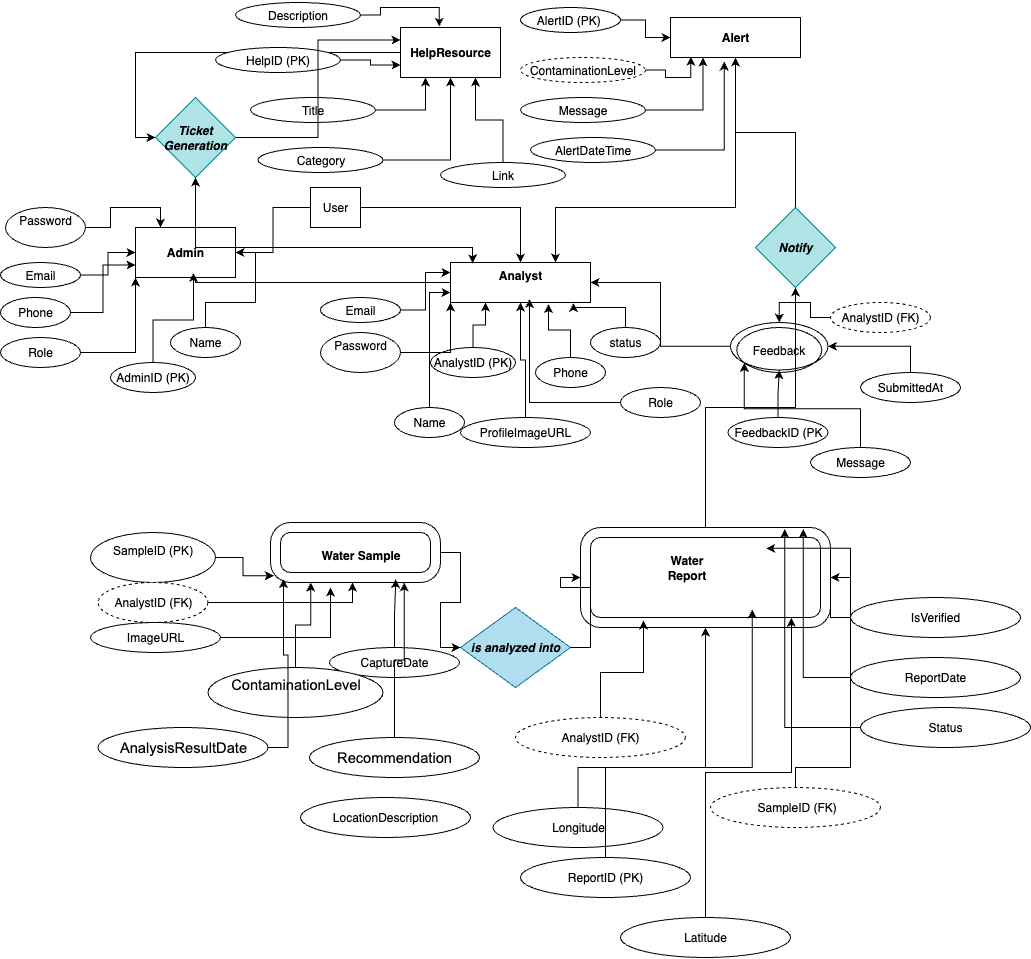 Description
AlertID (PK)
Alert
HelpResource
HelpID (PK)
ContaminationLevel
Title
Message
Ticket
Generation
Category
AlertDateTime
Link
User
Password
Admin
Notify
Email
Analyst
Phone
Email
AnalystID (FK)
Name
Password
status
Role
Feedback
AnalystID (PK)
AdminID (PK)
Phone
SubmittedAt
Role
Name
ProfileImageURL
FeedbackID (PK
Message
SampleID (PK)
Water Sample
Water
Report
AnalystID (FK)
ImageURL
IsVerified
is analyzed into
CaptureDate
ContaminationLevel
ReportDate
Status
AnalystID (FK)
AnalysisResultDate
Recommendation
SampleID (FK)
LocationDescription
Longitude
ReportID (PK)
Latitude